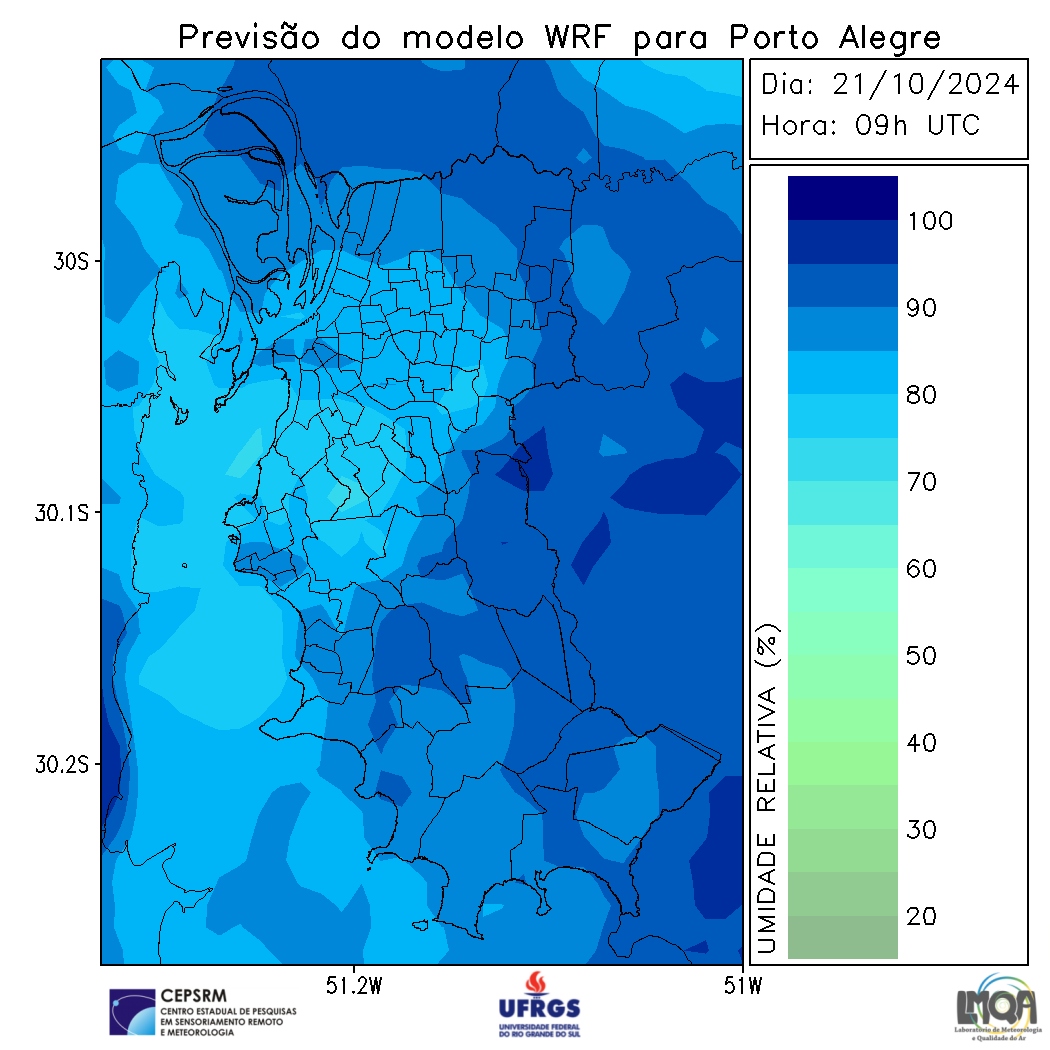 Previsão do modelo WRF para Porto Alegre
Dia: 21/10/2024
Hora: 09h UTC
30S
30.1S
30.2S
51.2W
51W
UMIDADE RELATIVA (%)
100
90
80
70
60
50
40
30
20
CEPSRM
CENTRO ESTADUAL DE PESQUISAS
EM SENSORIAMENTO REMOTO
E METEOROLOGIA
UFRGS
UNIVERSIDADE FEDERAL
DO RIO GRANDE DO SUL
LMQA
Laboratório de Meteorologia
e Qualidade do Ar